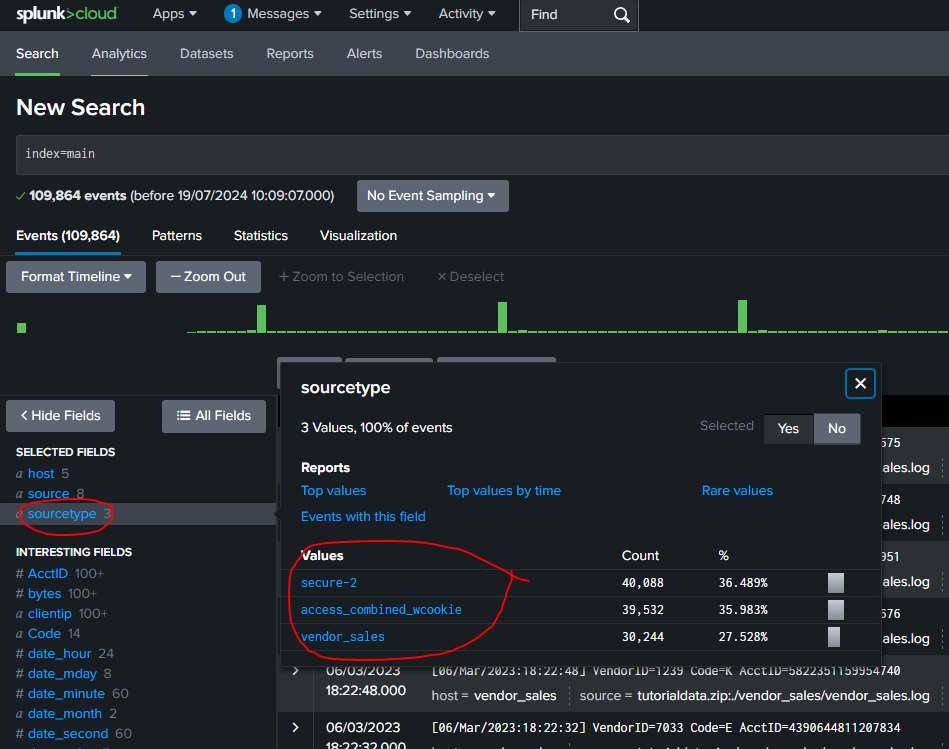 splunk>cloud Apps ▾ 1 Messages ▾ Settings ▾ Activity ▾ Find
Search Analytics Datasets Reports Alerts Dashboards
New Search
index=main
✓ 109,864 events (before 19/07/2024 10:09:07.000) No Event Sampling ▾
Events (109,864) Patterns Statistics Visualization
Format Timeline ▾ — Zoom Out + Zoom to Selection × Deselect
sourcetype ×
< Hide Fields All Fields
3 Values, 100% of events Selected Yes No
SELECTED FIELDS
a host 5
a source 8
a sourcetype 3
INTERESTING FIELDS
# AcctID 100+
# bytes 100+
a clientip 100+
a Code 14
# date_hour 24
# date_mday 8
# date_minute 60
a date_month 2
# date_second 60
Reports
Top values Top values by time Rare values
Events with this field
Values Count %
secure-2 40,088 36.489%
access_combined_wcookie 39,532 35.983%
vendor_sales 30,244 27.528%
575
ales.log
748
ales.log
951
ales.log
676
ales.log
> 06/03/2023 [06/Mar/2023:18:22:48] VendorID=1239 Code=K AcctID=5822351159954740
18:22:48.000 host = vendor_sales source = tutorialdata.zip:./vendor_sales/vendor_sales.log
> 06/03/2023 [06/Mar/2023:18:22:32] VendorID=7033 Code=E AcctID=4390644811207834
18:22:32.000